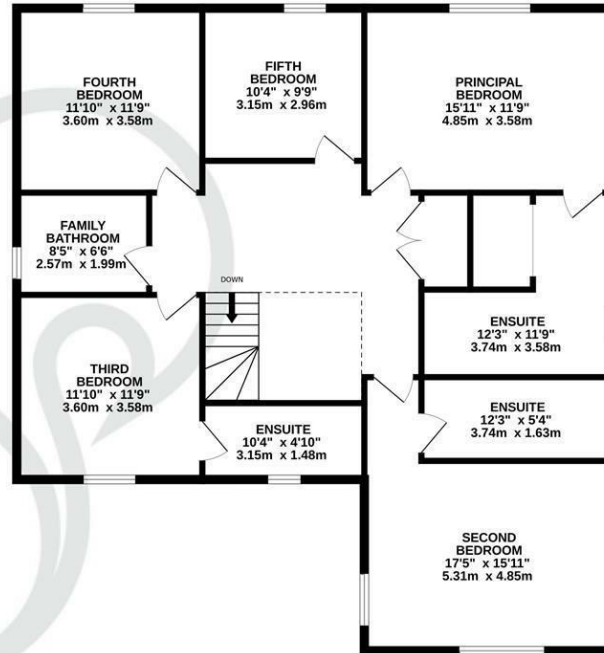 FOURTH
BEDROOM
11'10" x 11'9"
3.60m x 3.58m
FIFTH
BEDROOM
10'4" x 9'9"
3.15m x 2.96m
PRINCIPAL
BEDROOM
15'11" x 11'9"
4.85m x 3.58m
FAMILY
BATHROOM
8'5" x 6'6"
2.57m x 1.99m
DOWN
ENSUITE
12'3" x 11'9"
3.74m x 3.58m
THIRD
BEDROOM
11'10" x 11'9"
3.60m x 3.58m
ENSUITE
12'3" x 5'4"
3.74m x 1.63m
ENSUITE
10'4" x 4'10"
3.15m x 1.48m
SECOND
BEDROOM
17'5" x 15'11"
5.31m x 4.85m